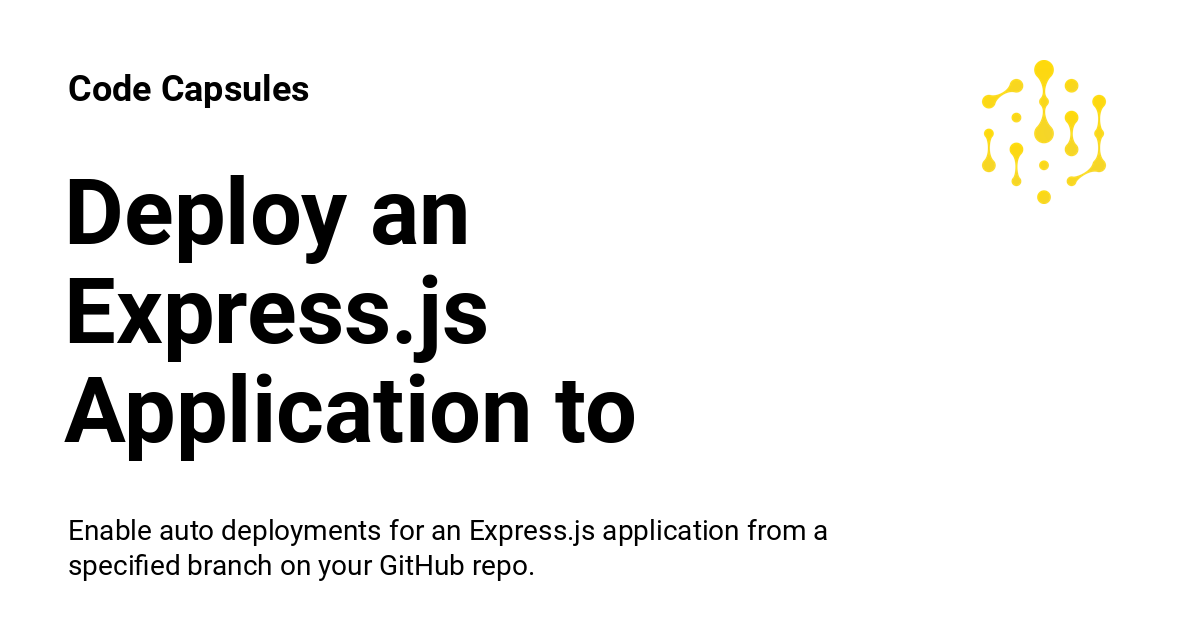 Code Capsules
Deploy an
Express.js
Application to
Enable auto deployments for an Express.js application from a
specified branch on your GitHub repo.